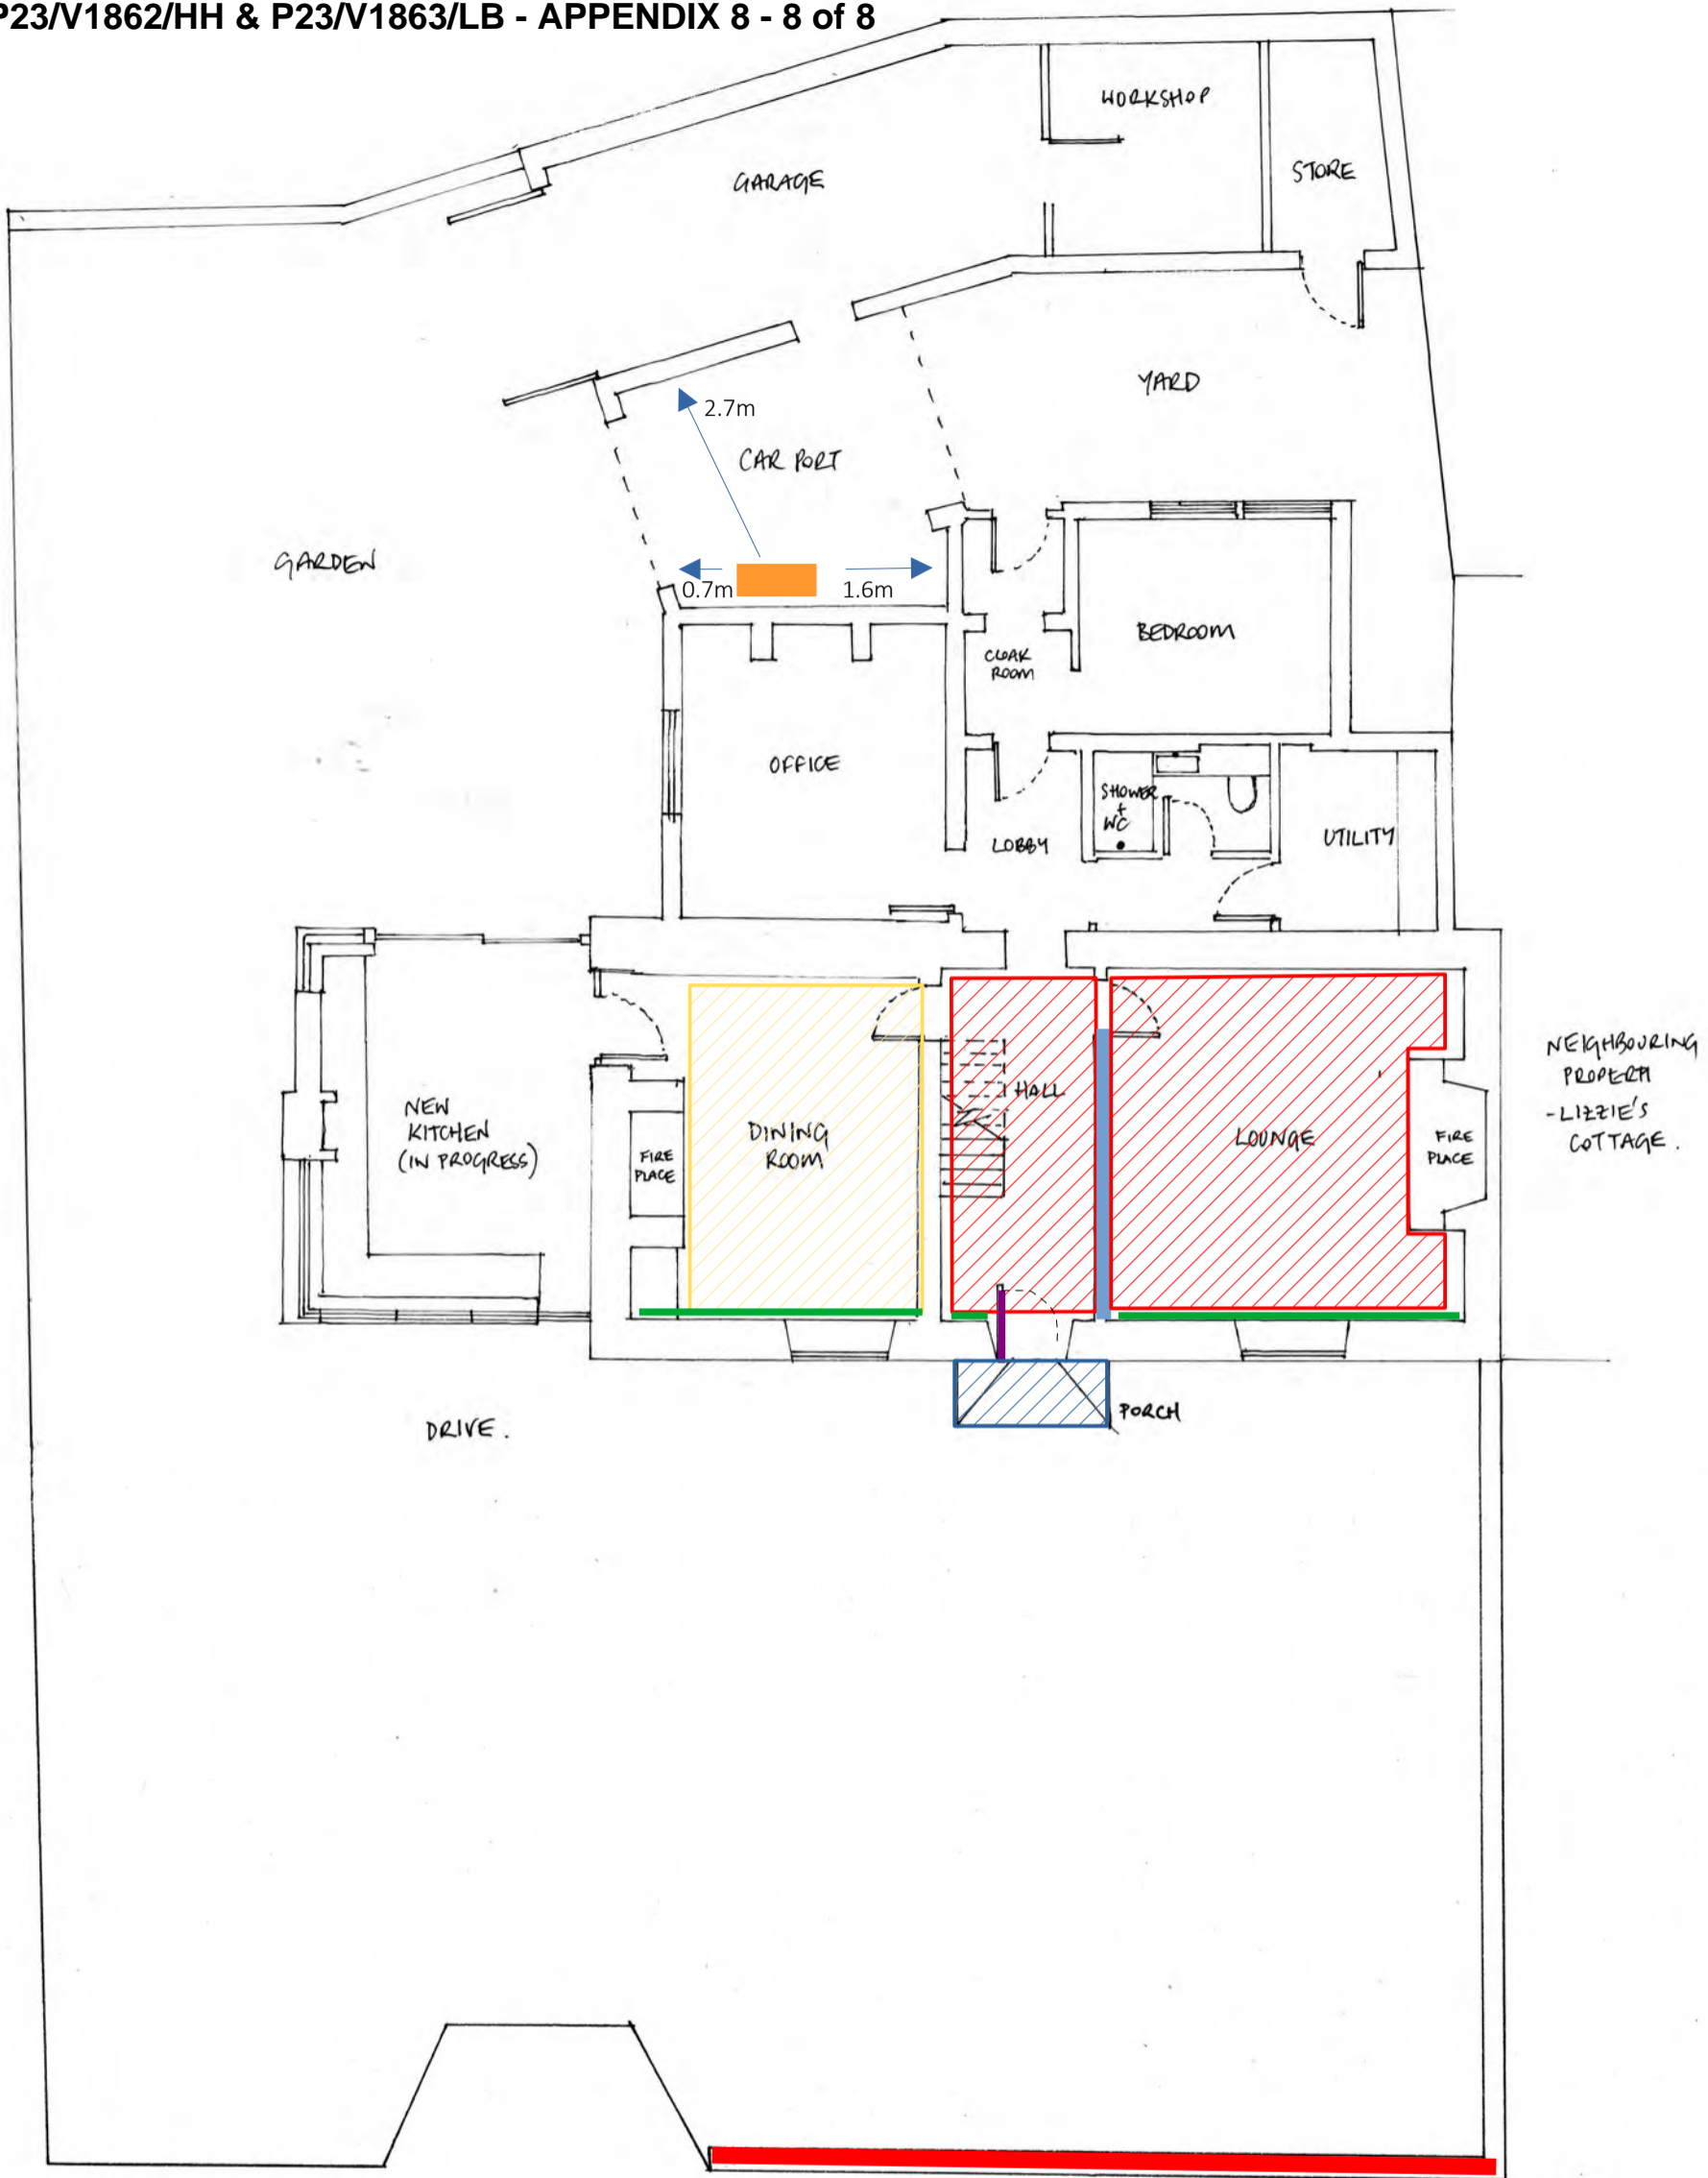 P23/V1862/HH & P23/V1863/LB - APPENDIX 8 - 8 of 8
WORKSHOP
STORE
GARAGE
YARD
2.7m
CAR PORT
GARDEN
0.7m
1.6m
BEDROOM
CLOAK
ROOM
OFFICE
SHOWER
+
WC
LOBBY
UTILITY
NEW
KITCHEN
(IN PROGRESS)
FIRE
PLACE
DINING
ROOM
HALL
LOUNGE
FIRE
PLACE
NEIGHBOURING
PROPERTY
- LIZZIE'S
COTTAGE.
PORCH
DRIVE.